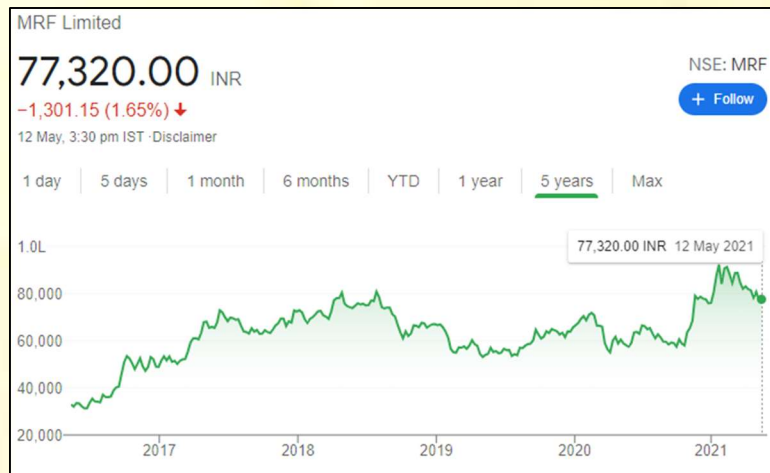 MRF Limited
77,320.00 INR
NSE: MRF
−1,301.15 (1.65%) ↓
+ Follow
12 May, 3:30 pm IST ·Disclaimer
1 day 5 days 1 month 6 months YTD 1 year 5 years Max
77,320.00 INR 12 May 2021
1.0L
80,000
60,000
40,000
20,000
2017 2018 2019 2020 2021